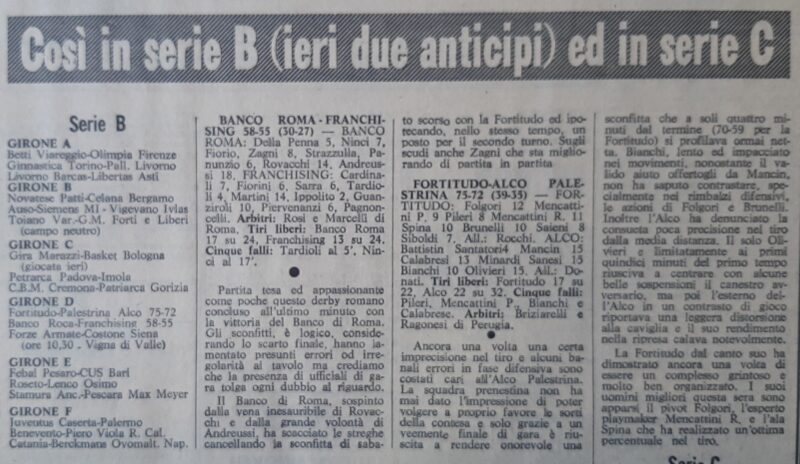 Così in serie B (ieri due anticipi) ed in serie C
Serie B
GIRONE A
Betti Viareggio-Olimpia Firenze
Ginnastica Torino-Pall. Livorno
Livorno Barcas-Libertas Asti
GIRONE B
Novatese Patti-Celana Bergamo
Auso-Siemens MI - Vigevano Ivlas
Toiano Var.-G.M. Forti e Liberi
(campo neutro)
GIRONE C
Gira Marazzi-Basket Bologna
(giocata ieri)
Petrarca Padova-Imola
C.B.M. Cremona-Patriarca Gorizia
GIRONE D
Fortitudo-Palestrina Alco 75-72
Banco Roca-Franchising 58-55
Forze Armate-Costone Siena
(ore 10,30 - Vigna di Valle)
GIRONE E
Febal Pesaro-CUS Bari
Roseto-Lenco Osimo
Stamura Anc.-Pescara Max Meyer
GIRONE F
Juventus Caserta-Palermo
Benevento-Piero Viola R. Cal.
Catania-Berckmans Ovomalt. Nap.
BANCO ROMA-FRANCHI-
SING 58-55 (30-27) — BANCO
ROMA: Della Penna 5, Ninci 7,
Fiorio, Zagni 8, Strazzulla, Pa-
nunzio 6, Rovacchi 14, Andreus-
si 18. FRANCHISING: Cardina-
li 7, Fiorini 6, Sarra 6, Tardio-
li 4, Martini 14, Ippolito 2, Guan-
ziroli 10, Piervenanzi 6, Pagnon-
celli. Arbitri: Rosi e Marcelli di
Roma. Tiri liberi: Banco Roma
17 su 24, Franchising 13 su 24.
Cinque falli: Tardioli al 5', Nin-
ci al 17'.
Partita tesa ed appassionante
come poche questo derby romano
concluso all'ultimo minuto con
la vittoria del Banco di Roma.
Gli sconfitti, è logico, conside-
rando lo scarto finale, hanno la-
mentato presunti errori od irre-
golarità al tavolo ma crediamo
che la presenza di ufficiali di ga-
ra tolga ogni dubbio al riguardo.
Il Banco di Roma, sospinto
dalla vena inesauribile di Rovac-
chi e dalla grande volontà di
Andreussi, ha scacciato le streghe
cancellando la sconfitta di saba-
to scorso con la Fortitudo ed ipo-
tecando, nello stesso tempo, un
posto per il secondo turno. Sugli
scudi anche Zagni che sta miglio-
rando di partita in partita
FORTITUDO-ALCO PALE-
STRINA 75-72 (39-35) — FOR-
TITUDO: Folgori 12 Mencatti-
ni P. 9 Pileri 8 Mencattini R. 11
Spina 10 Brunelli 10 Saieni 8
Siboldi 7. All.: Rocchi. ALCO:
Battistin Santatore 4 Mancin 15
Calabresi 13 Minardi Sanesi 15
Bianchi 10 Olivieri 15. All.: Do-
nati. Tiri liberi: Fortitudo 17 su
22, Alco 22 su 32. Cinque falli:
Pileri, Mencattini P., Bianchi e
Calabrese. Arbitri: Briziarelli e
Ragonesi di Perugia.
Ancora una volta una certa
imprecisione nel tiro e alcuni ba-
nali errori in fase difensiva sono
costati cari all'Alco Palestrina.
La squadra prenestina non ha
mai dato l'impressione di poter
volgere a proprio favore le sorti
della contesa e solo grazie a un
veemente finale di gara è riu-
scita a rendere onorevole una
sconfitta che a soli quattro mi-
nuti dal termine (70-59 per la
Fortitudo) si profilava ormai net-
ta. Bianchi, lento ed impacciato
nei movimenti, nonostante il va-
lido aiuto offertogli da Mancin,
non ha saputo contrastare, spe-
cialmente nei rimbalzi difensivi,
le azioni di Folgori e Brunelli.
Inoltre l'Alco ha denunciato la
consueta poca precisione nel tiro
dalla media distanza. Il solo Oli-
vieri e limitatamente ai primi
quindici minuti del primo tempo
riusciva a centrare con alcune
belle sospensioni il canestro av-
versario, ma poi l'esterno del-
l'Alco in un contrasto di gioco
riportava una leggera distorsione
alla caviglia e il suo rendimento
nella ripresa calava notevolmente.
La Fortitudo dal canto suo ha
dimostrato ancora una volta di
essere un complesso grintoso e
molto ben organizzato. I suoi
uomini migliori questa sera sono
apparsi il pivot Folgori, l'esperto
playmaker Mencattini R. e l'ala
Spina che ha realizzato un'ottima
percentuale nel tiro.
Serie C